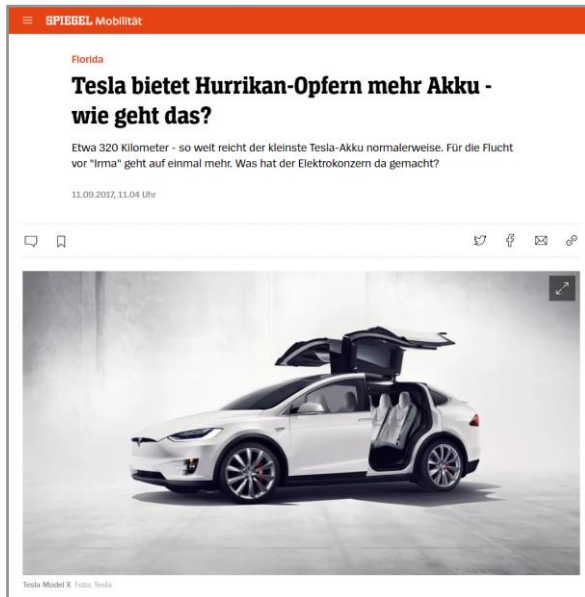 SPIEGEL Mobilität
Florida
Tesla bietet Hurrikan-Opfern mehr Akku -
wie geht das?
Etwa 320 Kilometer - so weit reicht der kleinste Tesla-Akku normalerweise. Für die Flucht
vor "Irma" geht auf einmal mehr. Was hat der Elektrokonzern da gemacht?
11.09.2017, 11.04 Uhr
Tesla Model X Foto: Tesla